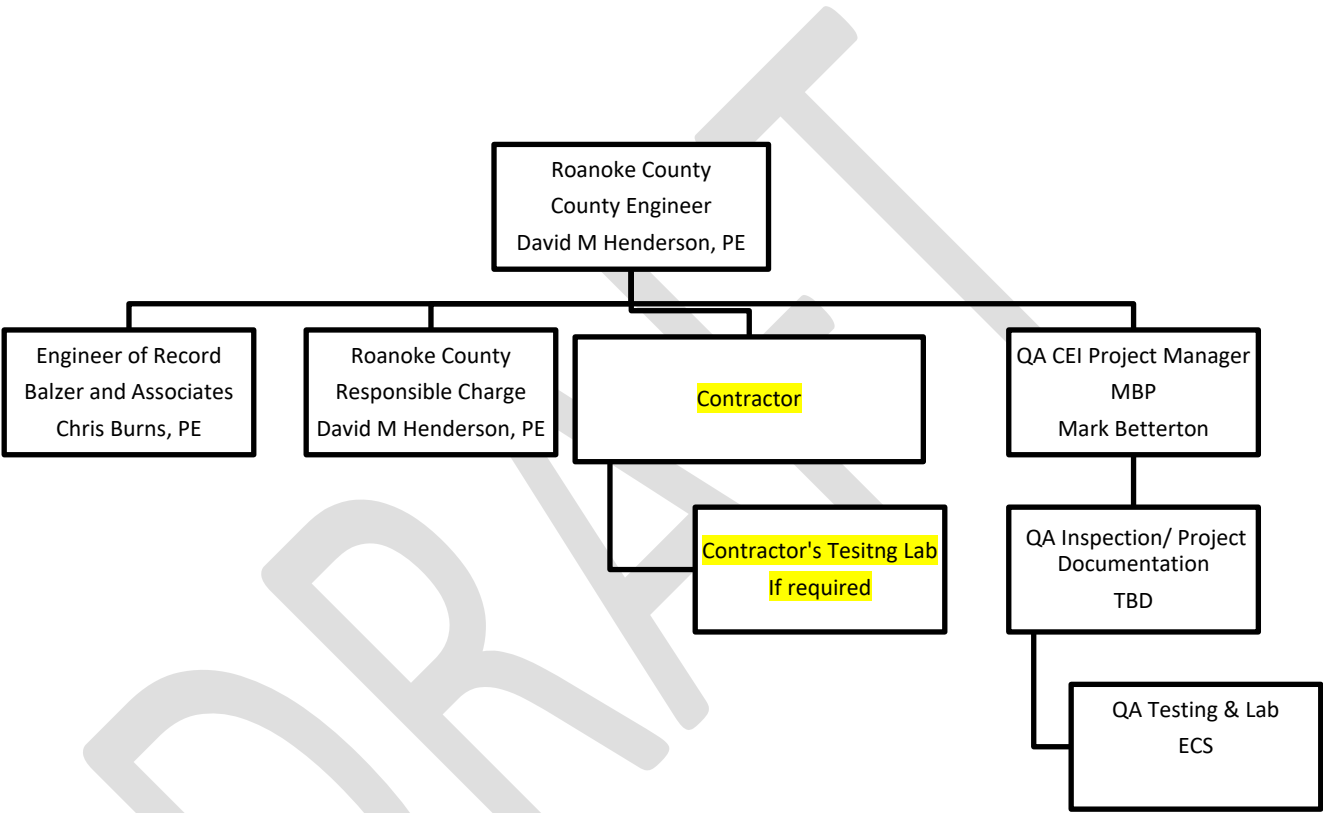 Roanoke County
County Engineer
David M Henderson, PE
Engineer of Record
Balzer and Associates
Chris Burns, PE
Roanoke County
Responsible Charge
David M Henderson, PE
Contractor
QA CEI Project Manager
MBP
Mark Betterton
Contractor's Tesitng Lab
If required
QA Inspection/ Project
Documentation
TBD
QA Testing & Lab
ECS
DRAFT